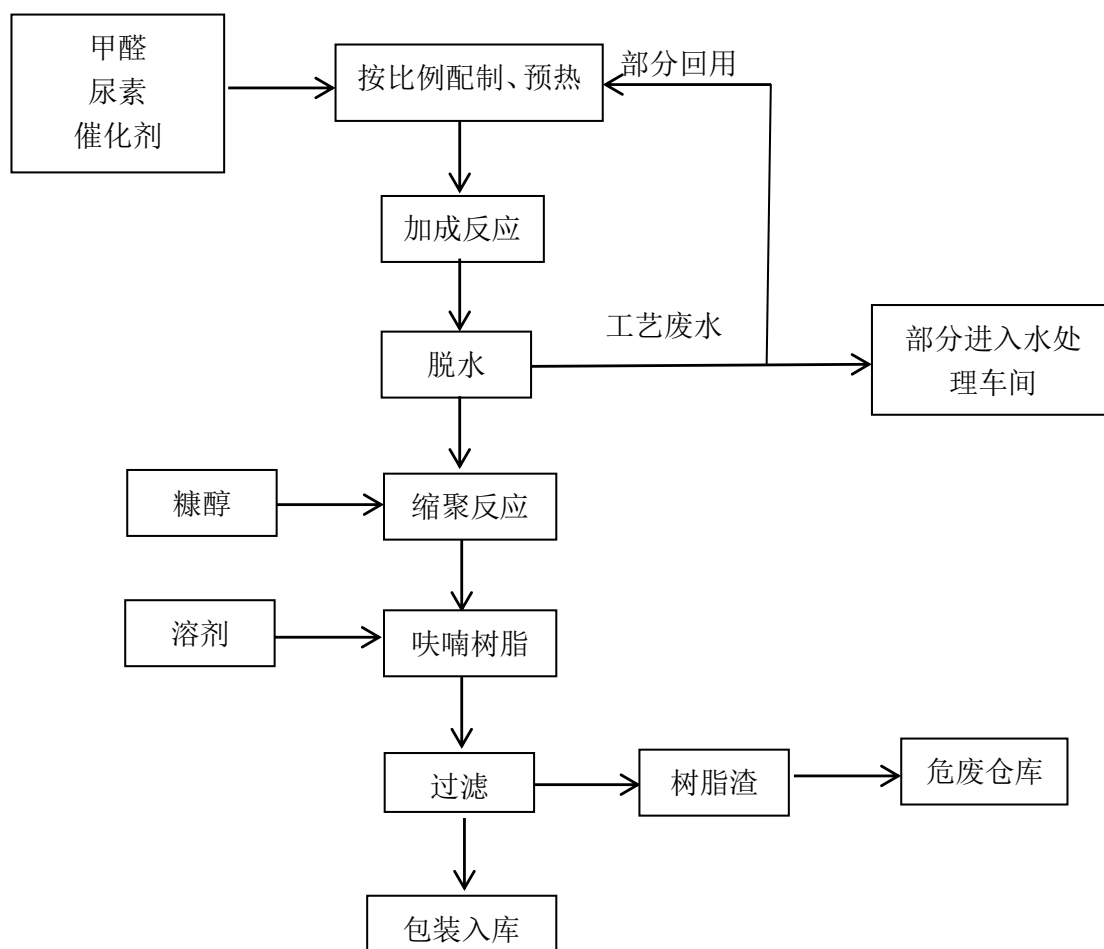 甲醛
尿素
催化剂
按比例配制、预热
部分回用
加成反应
脱水
工艺废水
部分进入水处
理车间
糠醇
缩聚反应
溶剂
呋喃树脂
过滤
树脂渣
危废仓库
包装入库